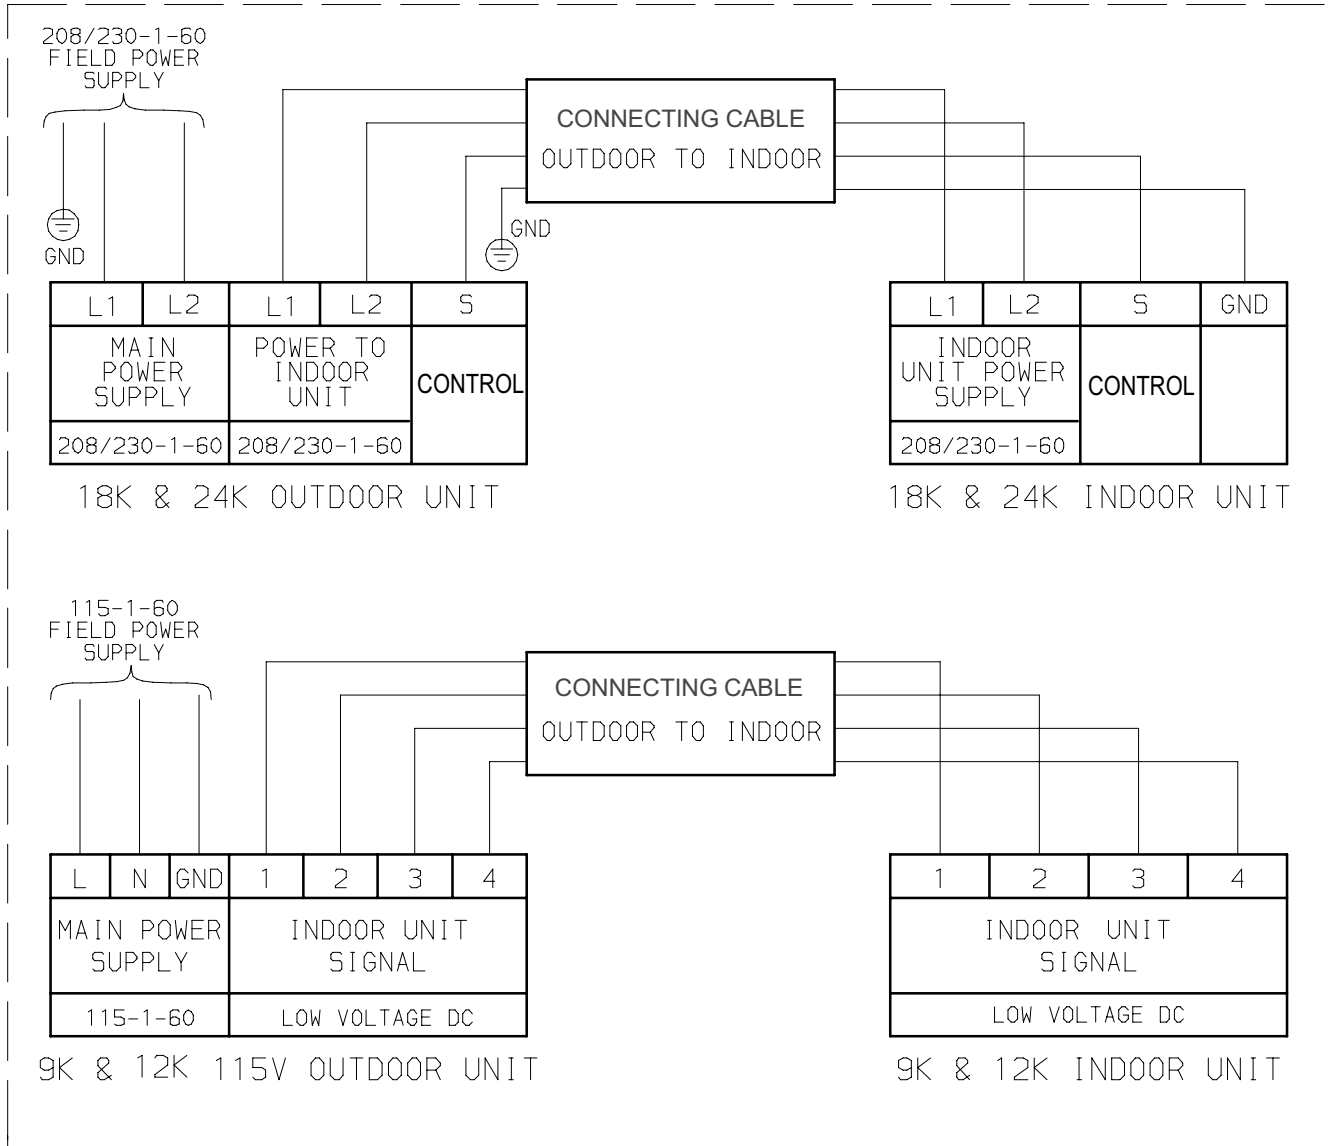 208/230-1-60
FIELD POWER
SUPPLY
CONNECTING CABLE
OUTDOOR TO INDOOR
GND
GND
L1 L2 L1 L2 S
MAIN
POWER
SUPPLY
POWER TO
INDOOR
UNIT
CONTROL
208/230-1-60 208/230-1-60
18K & 24K OUTDOOR UNIT
L1 L2 S GND
INDOOR
UNIT POWER
SUPPLY
CONTROL
208/230-1-60
18K & 24K INDOOR UNIT
115-1-60
FIELD POWER
SUPPLY
CONNECTING CABLE
OUTDOOR TO INDOOR
L N GND 1 2 3 4
MAIN POWER
SUPPLY
INDOOR UNIT
SIGNAL
115-1-60 LOW VOLTAGE DC
9K & 12K 115V OUTDOOR UNIT
1 2 3 4
INDOOR UNIT
SIGNAL
LOW VOLTAGE DC
9K & 12K INDOOR UNIT